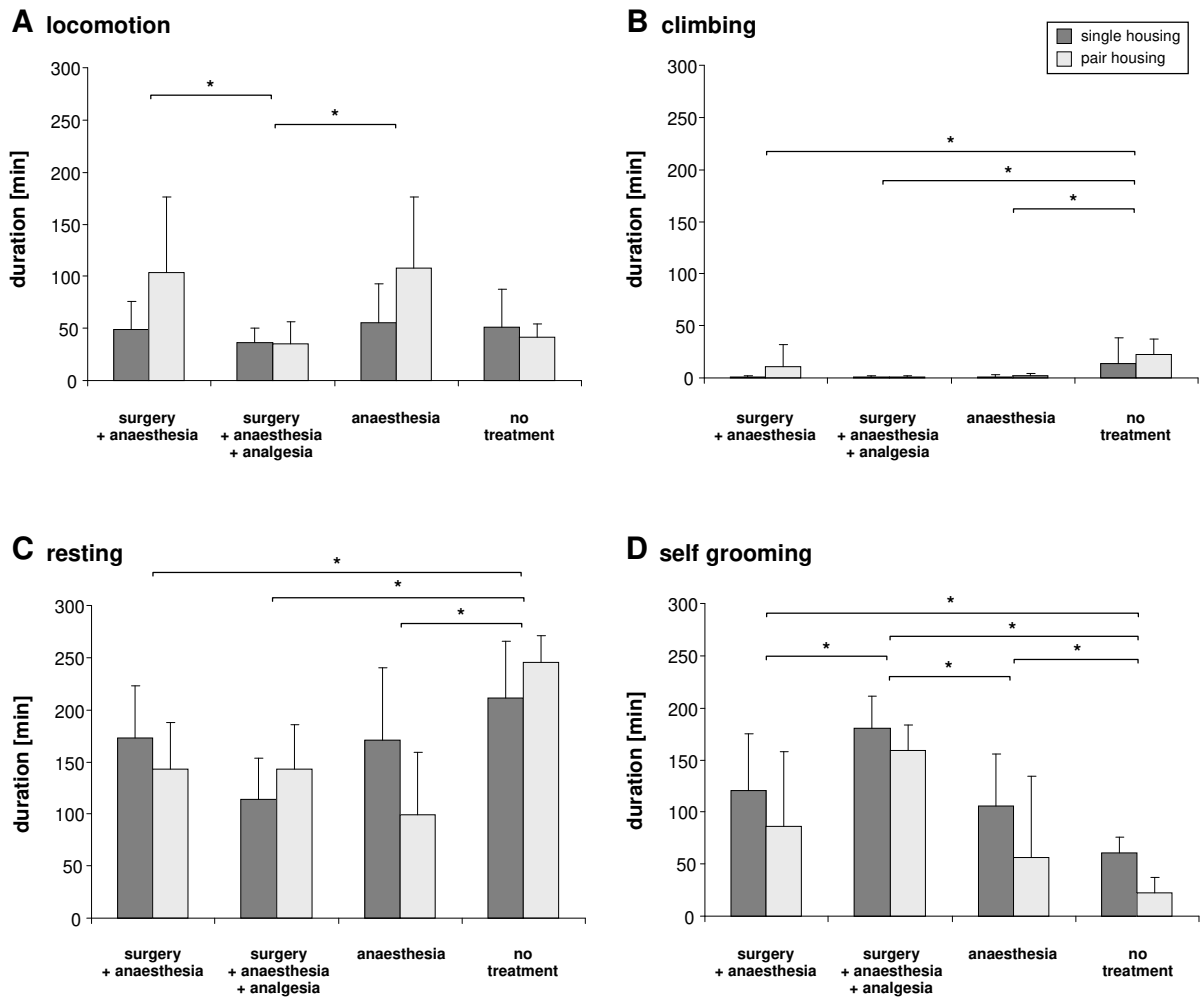 A locomotion
300
250
200
150
100
50
0
duration [min]
*
*
surgery
+ anaesthesia
surgery
+ anaesthesia
+ analgesia
anaesthesia
no
treatment
B climbing
single housing
pair housing
300
250
200
150
100
50
0
duration [min]
*
*
*
surgery
+ anaesthesia
surgery
+ anaesthesia
+ analgesia
anaesthesia
no
treatment
C resting
300
250
200
150
100
50
0
duration [min]
*
*
*
surgery
+ anaesthesia
surgery
+ anaesthesia
+ analgesia
anaesthesia
no
treatment
D self grooming
300
250
200
150
100
50
0
duration [min]
*
*
*
*
*
surgery
+ anaesthesia
surgery
+ anaesthesia
+ analgesia
anaesthesia
no
treatment